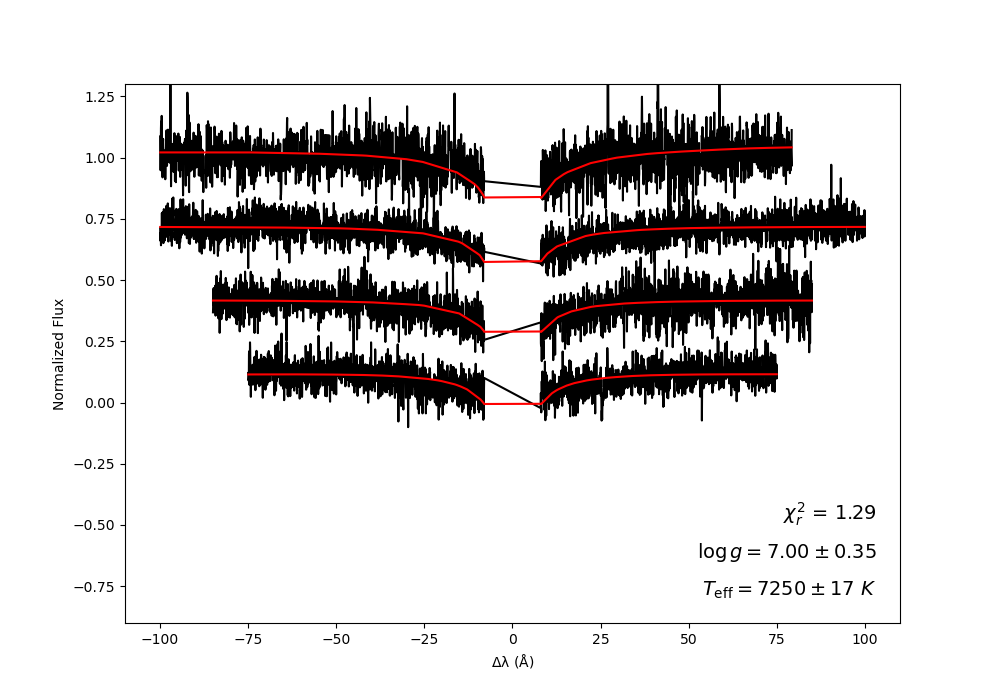 Normalized Flux
1.25
1.00
0.75
0.50
0.25
0.00
−0.25
−0.50
−0.75
χ²ᵣ = 1.29
log g = 7.00 ± 0.35
T_eff = 7250 ± 17 K
−100 −75 −50 −25 0 25 50 75 100
Δλ (Å)